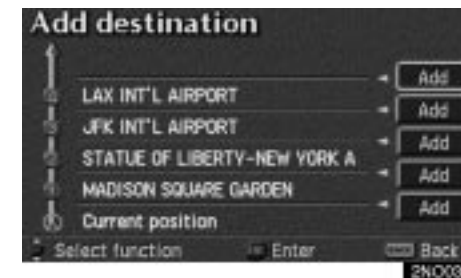 Add destination
Add
LAX INT'L AIRPORT
Add
JFK INT'L AIRPORT
Add
STATUE OF LIBERTY-NEW YORK A
Add
MADISON SQUARE GARDEN
Add
Current position
Select function Enter Back